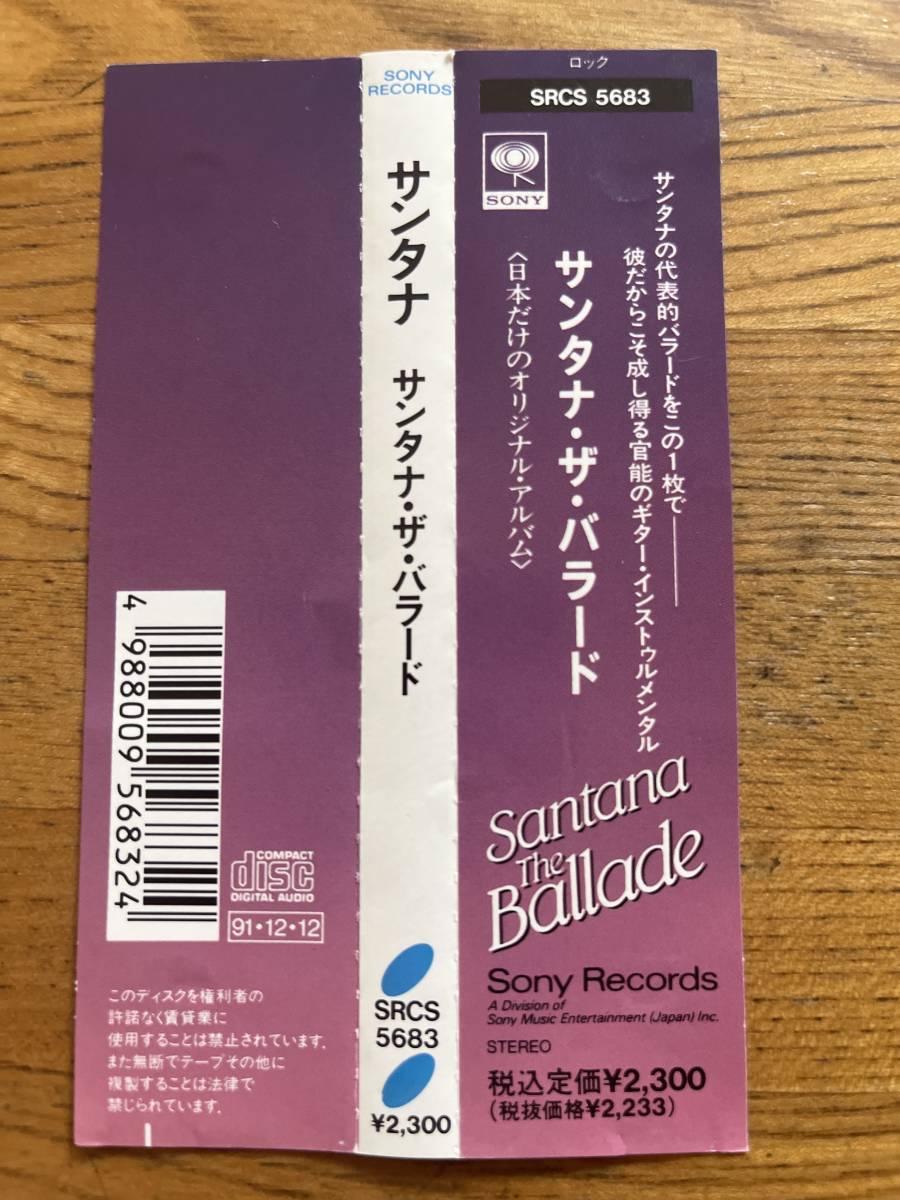 4 988009 568324
COMPACT
disc
DIGITAL AUDIO
91・12・12
このディスクを権利者の
許諾なく賃貸業に
使用することは禁止されています。
また無断でテープその他に
複製することは法律で
禁じられています。
SONY
RECORDS
サンタナ サンタナ・ザ・バラード
SRCS
5683
¥2,300
ロック
SRCS 5683
SONY
サンタナの代表的バラードをこの1枚で――
彼だからこそ成し得る官能のギター・インストゥルメンタル
サンタナ・ザ・バラード
〈日本だけのオリジナル・アルバム〉
Santana
The
Ballade
Sony Records
A Division of
Sony Music Entertainment (Japan) Inc.
STEREO
税込定価¥2,300
(税抜価格¥2,233)